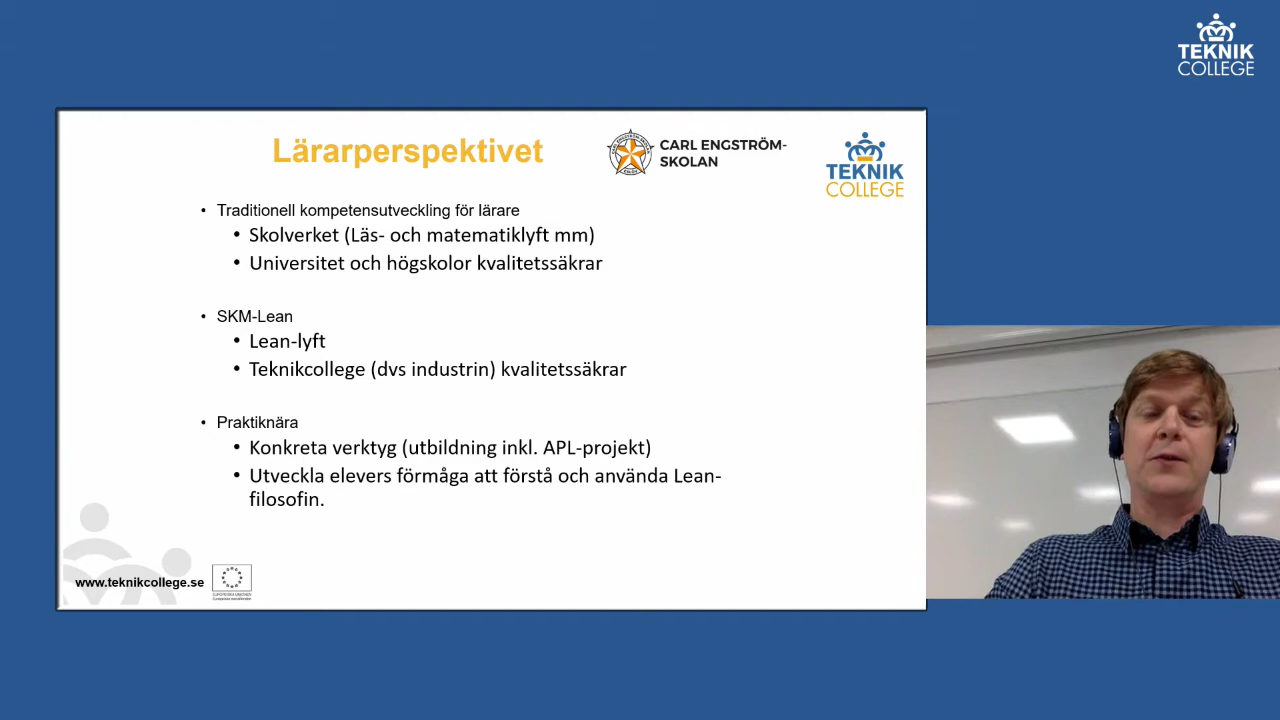 TEKNIK
COLLEGE
Lärarperspektivet
CARL ENGSTRÖM-
SKOLAN
TEKNIK
COLLEGE
• Traditionell kompetensutveckling för lärare
• Skolverket (Läs- och matematiklyft mm)
• Universitet och högskolor kvalitetssäkrar
• SKM-Lean
• Lean-lyft
• Teknikcollege (dvs industrin) kvalitetssäkrar
• Praktiknära
• Konkreta verktyg (utbildning inkl. APL-projekt)
• Utveckla elevers förmåga att förstå och använda Lean-
filosofin.
www.teknikcollege.se
EUROPEISKA UNIONEN